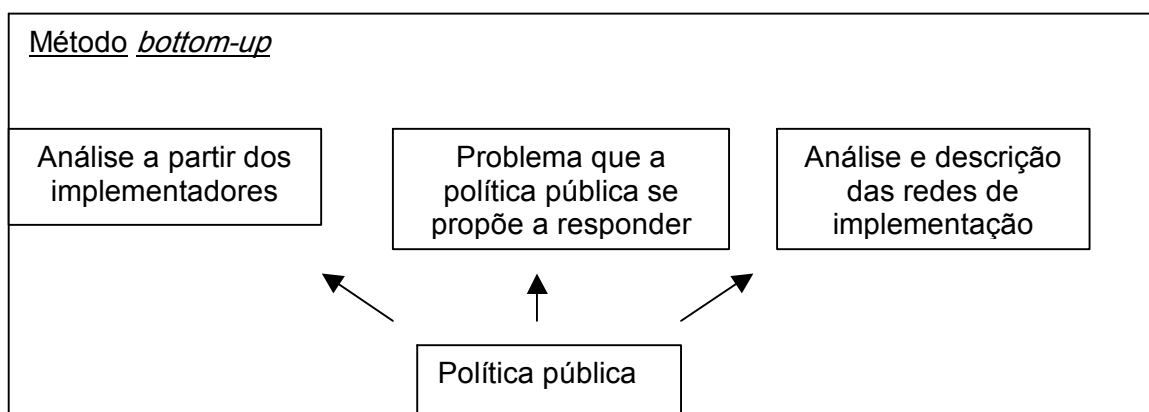 Método bottom-up
Análise a partir dos
implementadores
Problema que a
política pública se
propõe a responder
Análise e descrição
das redes de
implementação
Política pública